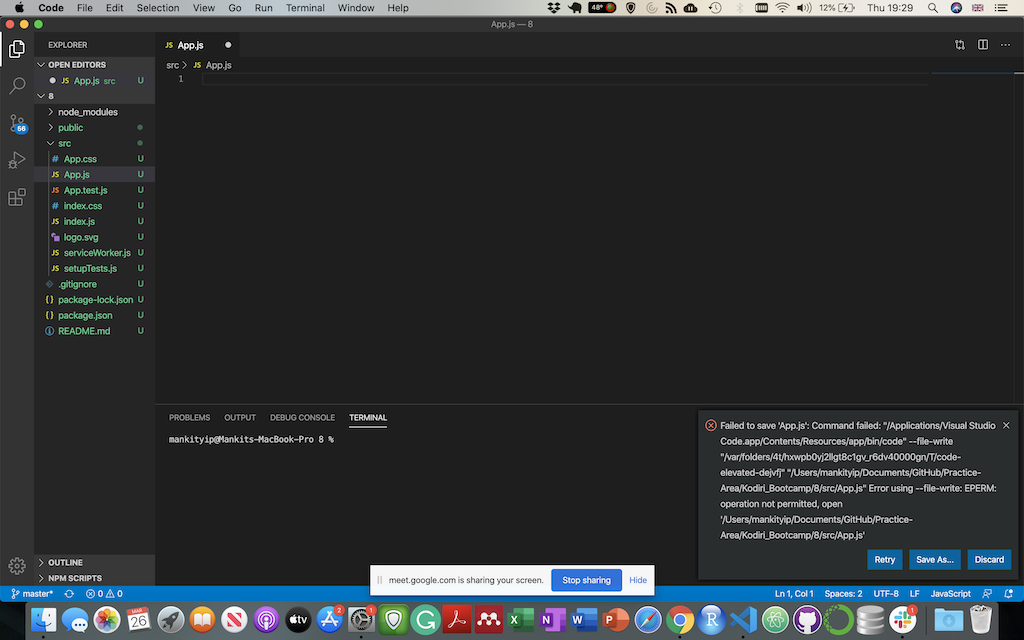 Code File Edit Selection View Go Run Terminal Window Help 48° 12% Thu 19:29
App.js — 8
EXPLORER
OPEN EDITORS
JS App.js src U
8
node_modules
public
src
# App.css U
JS App.js U
JS App.test.js U
# index.css U
JS index.js U
logo.svg U
JS serviceWorker.js U
JS setupTests.js U
.gitignore U
{} package-lock.json U
{} package.json U
README.md U
56
OUTLINE
NPM SCRIPTS
JS App.js
src > JS App.js
1
PROBLEMS OUTPUT DEBUG CONSOLE TERMINAL
mankityip@Mankits-MacBook-Pro 8 %
Failed to save 'App.js': Command failed: "/Applications/Visual Studio
Code.app/Contents/Resources/app/bin/code" --file-write
"/var/folders/4t/hxwpb0yj2llgt8c1gv_r6dv40000gn/T/code-
elevated-dejvfj" "/Users/mankityip/Documents/GitHub/Practice-
Area/Kodiri_Bootcamp/8/src/App.js" Error using --file-write: EPERM:
operation not permitted, open
'/Users/mankityip/Documents/GitHub/Practice-
Area/Kodiri_Bootcamp/8/src/App.js'
Retry Save As... Discard
meet.google.com is sharing your screen. Stop sharing Hide
master* 0 0 Ln 1, Col 1 Spaces: 2 UTF-8 LF JavaScript
MAR
26
tv
2
1
X
N
W
P
R
1